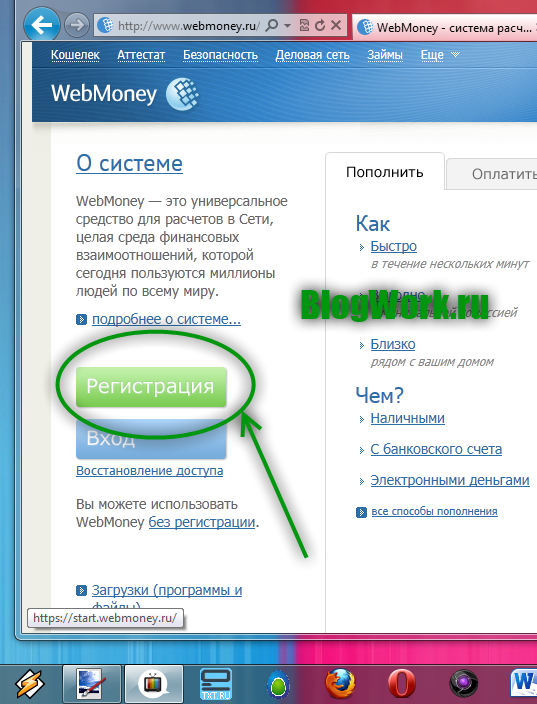 http://www.webmoney.ru/
WebMoney - система расч...
Кошелек Аттестат Безопасность Деловая сеть Займы Еще
WebMoney
О системе
WebMoney — это универсальное
средство для расчетов в Сети,
целая среда финансовых
взаимоотношений, которой
сегодня пользуются миллионы
людей по всему миру.
подробнее о системе...
Регистрация
Вход
Восстановление доступа
Вы можете использовать
WebMoney без регистрации.
Загрузки (программы и
файлы)
https://start.webmoney.ru/
Пополнить
Оплатить
Как
Быстро
в течение нескольких минут
BlogWork.ru
Близко
рядом с вашим домом
Чем?
Наличными
С банковского счета
Электронными деньгами
все способы пополнения
TXT.RU
W